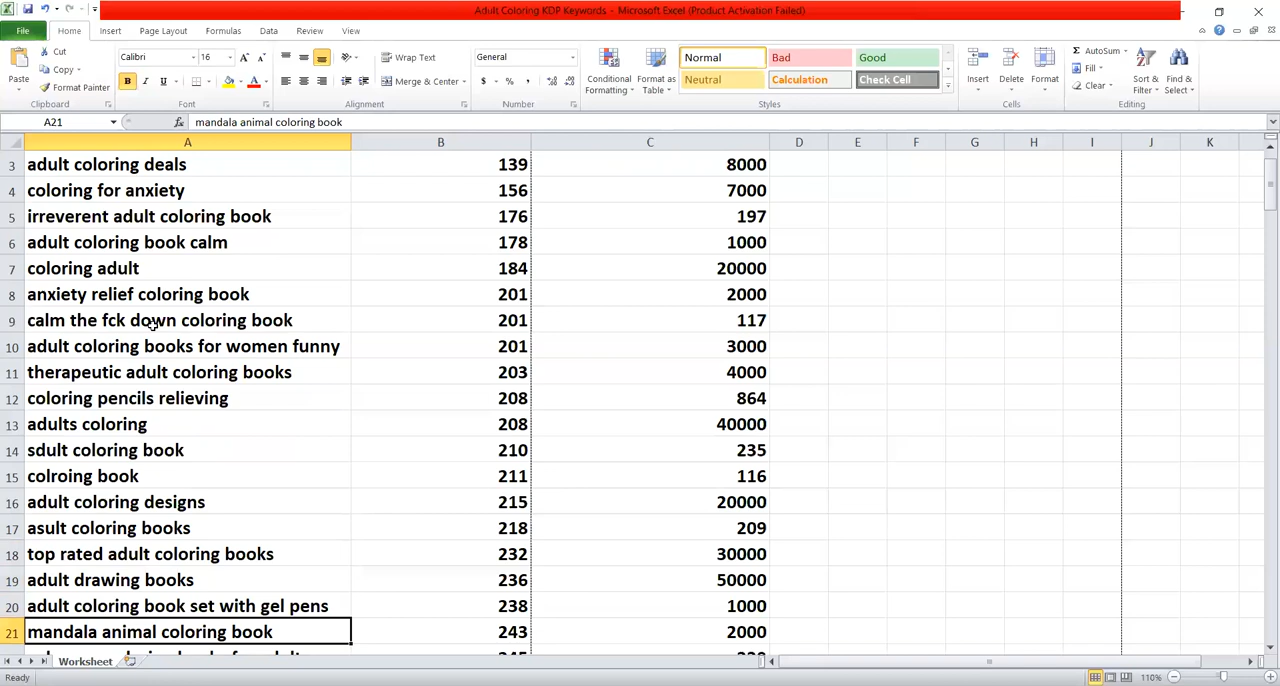 Adult Coloring KDP Keywords - Microsoft Excel (Product Activation Failed)
File Home Insert Page Layout Formulas Data Review View
Paste
Cut
Copy
Format Painter
Clipboard
Calibri 16
B I U
Font
Wrap Text
Merge & Center
Alignment
General
$ % ,
Number
Conditional Formatting
Format as Table
Normal Bad Good
Neutral Calculation Check Cell
Styles
Insert Delete Format
Cells
AutoSum
Fill
Clear
Sort & Filter
Find & Select
Editing
A21 fx mandala animal coloring book
A B C D E F G H I J K
3 adult coloring deals 139 8000
4 coloring for anxiety 156 7000
5 irreverent adult coloring book 176 197
6 adult coloring book calm 178 1000
7 coloring adult 184 20000
8 anxiety relief coloring book 201 2000
9 calm the fck down coloring book 201 117
10 adult coloring books for women funny 201 3000
11 therapeutic adult coloring books 203 4000
12 coloring pencils relieving 208 864
13 adults coloring 208 40000
14 sdult coloring book 210 235
15 colroing book 211 116
16 adult coloring designs 215 20000
17 asult coloring books 218 209
18 top rated adult coloring books 232 30000
19 adult drawing books 236 50000
20 adult coloring book set with gel pens 238 1000
21 mandala animal coloring book 243 2000
Worksheet
Ready 110%